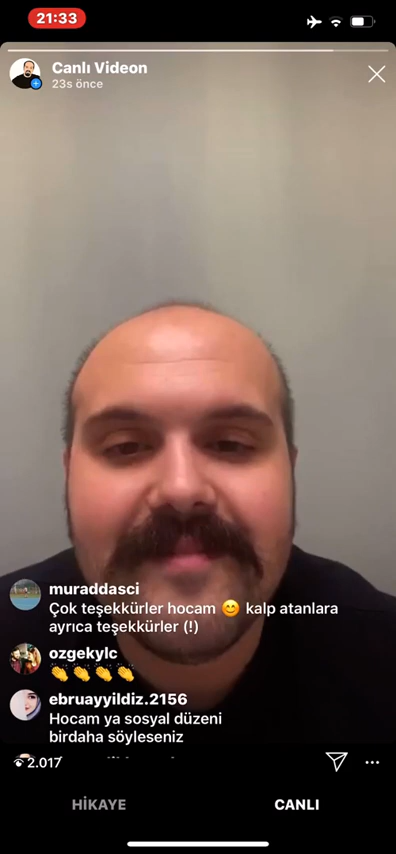 21:33
Canlı Videon
23s önce
muraddasci
Çok teşekkürler hocam 😊 kalp atanlara
ayrıca teşekkürler (!)
ozgekylc
👏👏👏👏
ebruayyildiz.2156
Hocam ya sosyal düzeni
birdaha söyleseniz
2.017
HİKAYE
CANLI